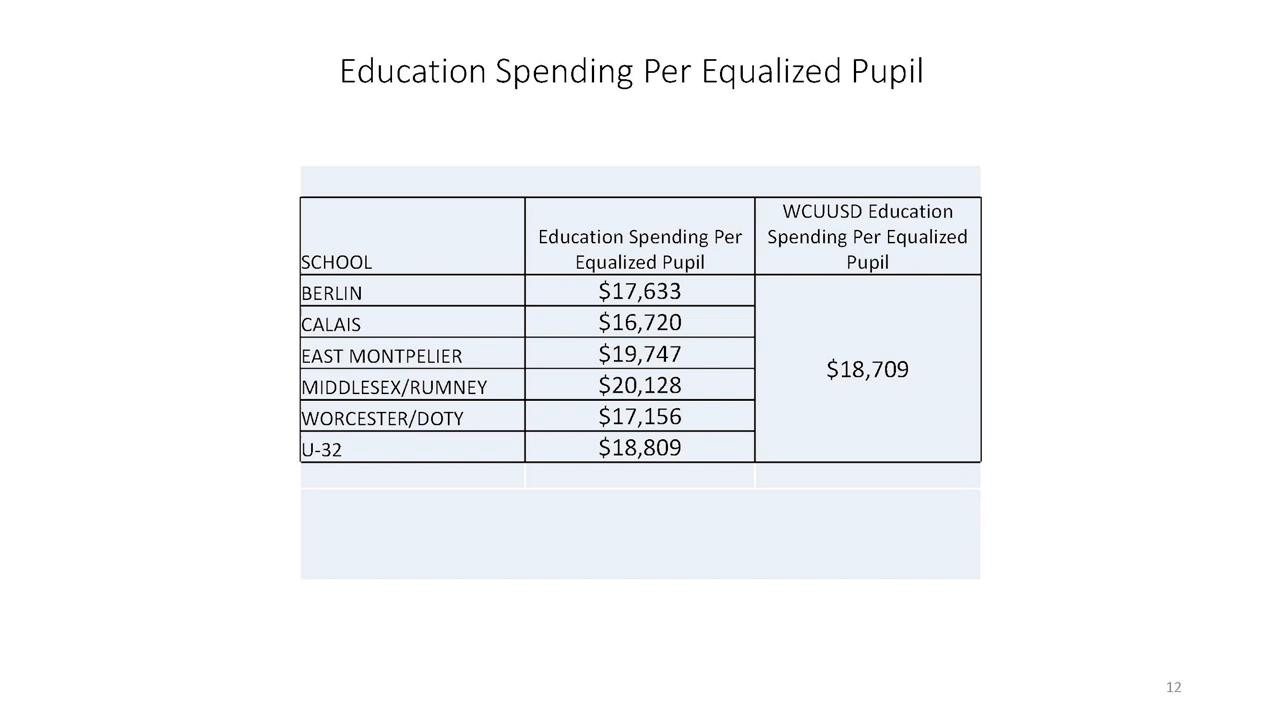 Education Spending Per Equalized Pupil
SCHOOL
Education Spending Per
Equalized Pupil
WCUUSD Education
Spending Per Equalized
Pupil
BERLIN $17,633
CALAIS $16,720
EAST MONTPELIER $19,747
MIDDLESEX/RUMNEY $20,128
WORCESTER/DOTY $17,156
U-32 $18,809
$18,709
12